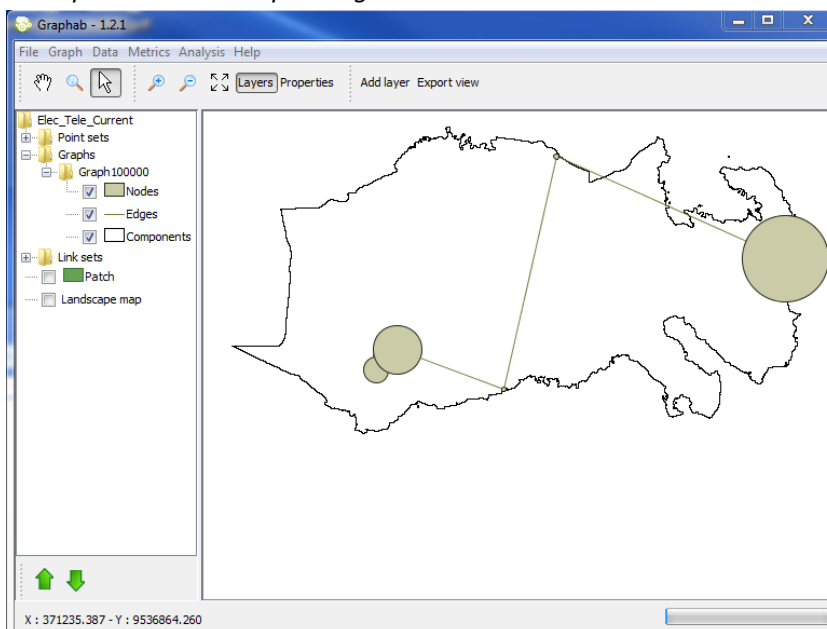 Graphab - 1.2.1
File Graph Data Metrics Analysis Help
Layers Properties Add layer Export view
Elec_Tele_Current
Point sets
Graphs
Graph100000
Nodes
Edges
Components
Link sets
Patch
Landscape map
X : 371235.387 - Y : 9536864.260